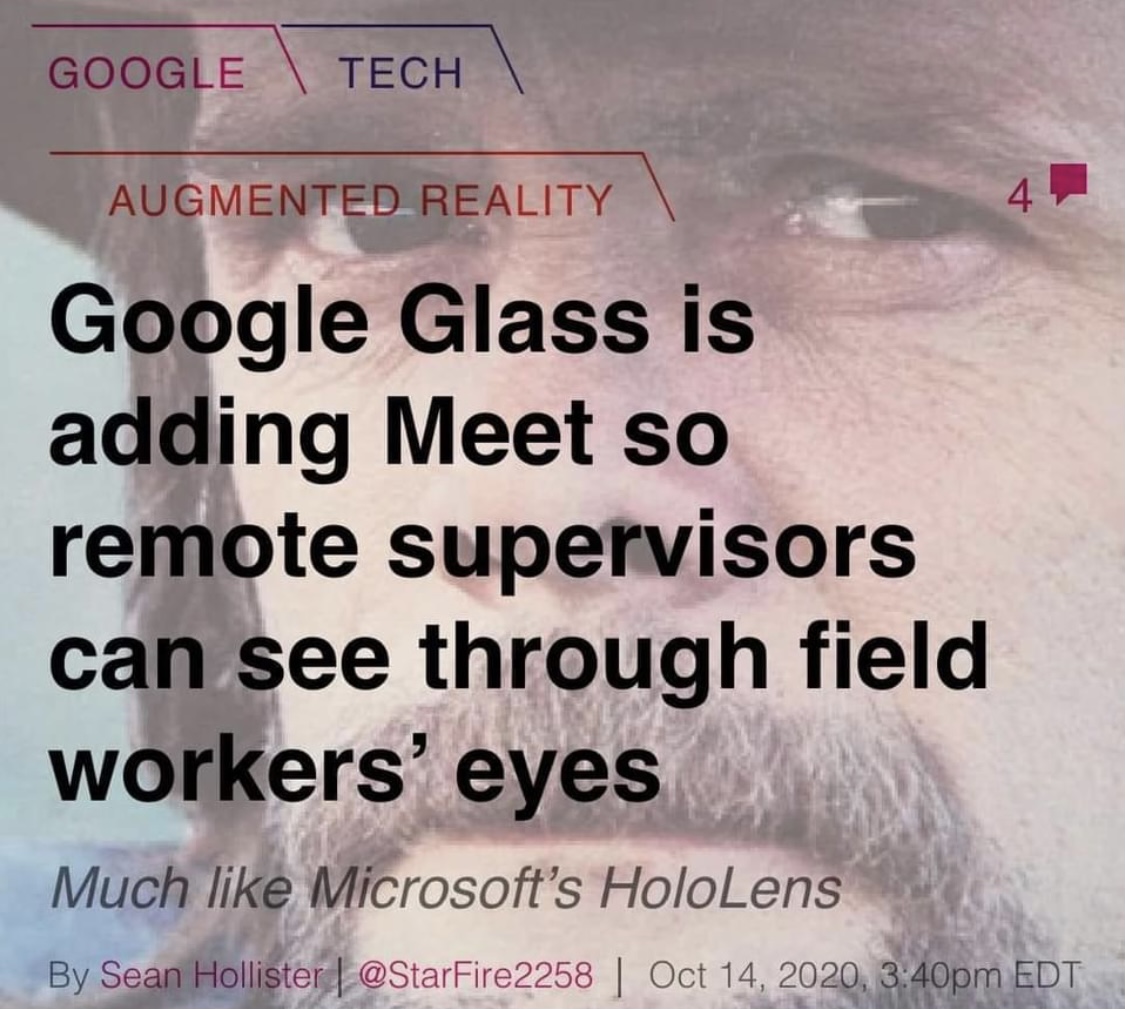 GOOGLE TECH
AUGMENTED REALITY
4
Google Glass is
adding Meet so
remote supervisors
can see through field
workers’ eyes
Much like Microsoft’s HoloLens
By Sean Hollister | @StarFire2258 | Oct 14, 2020, 3:40pm EDT